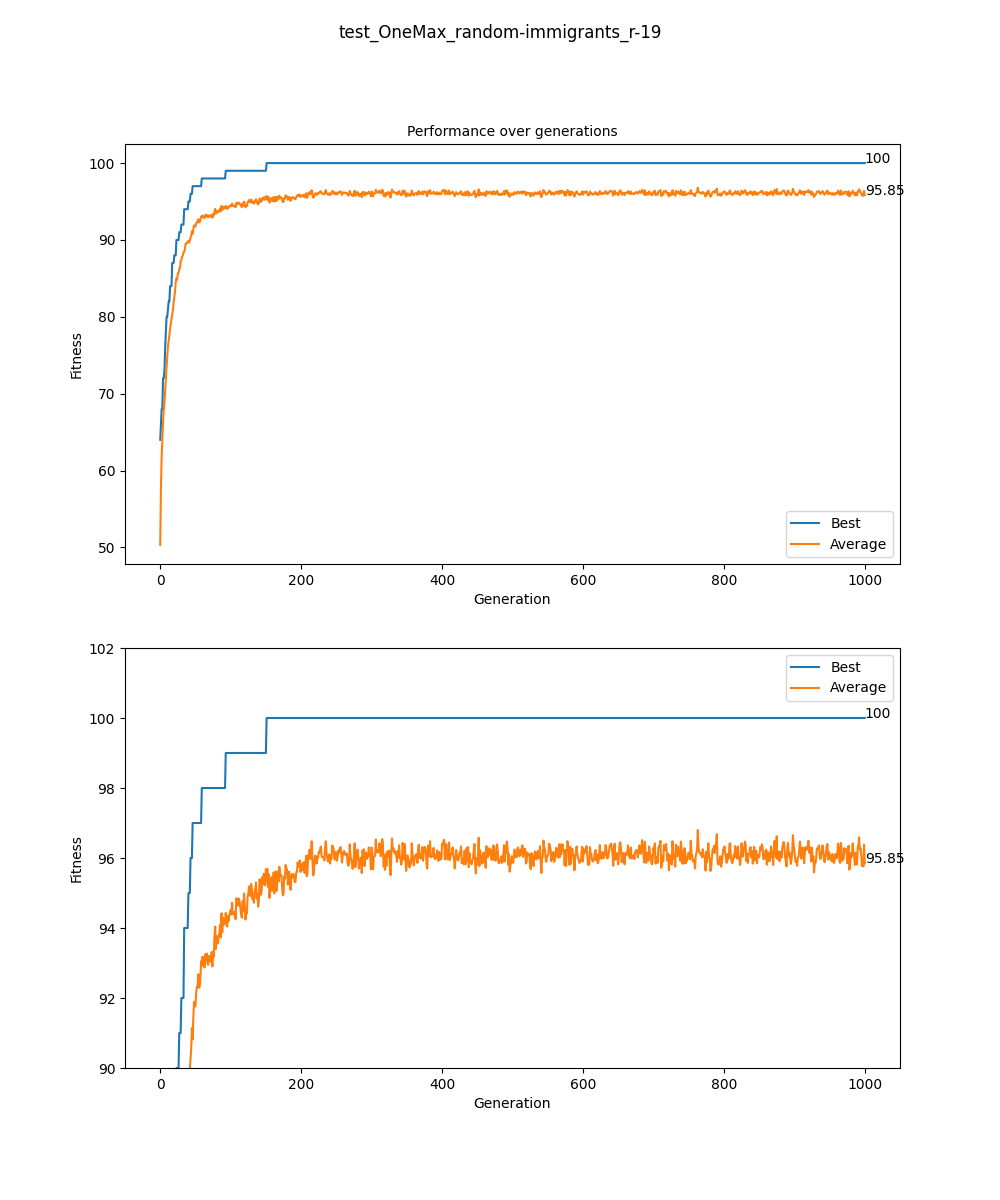 test_OneMax_random-immigrants_r-19
Performance over generations
100
90
80
70
60
50
Fitness
100
95.85
Best
Average
0 200 400 600 800 1000
Generation
102
100
98
96
94
92
90
Fitness
Best
Average
100
95.85
0 200 400 600 800 1000
Generation